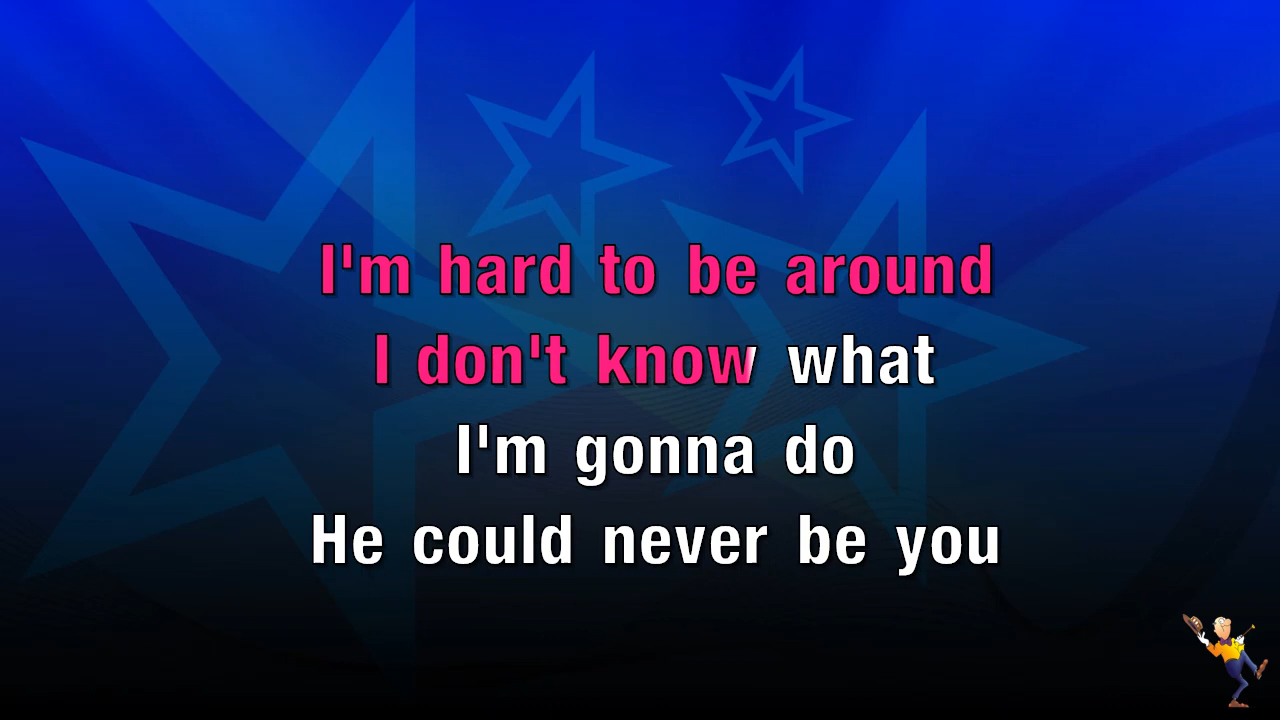 I'm hard to be around
I don't know what
I'm gonna do
He could never be you